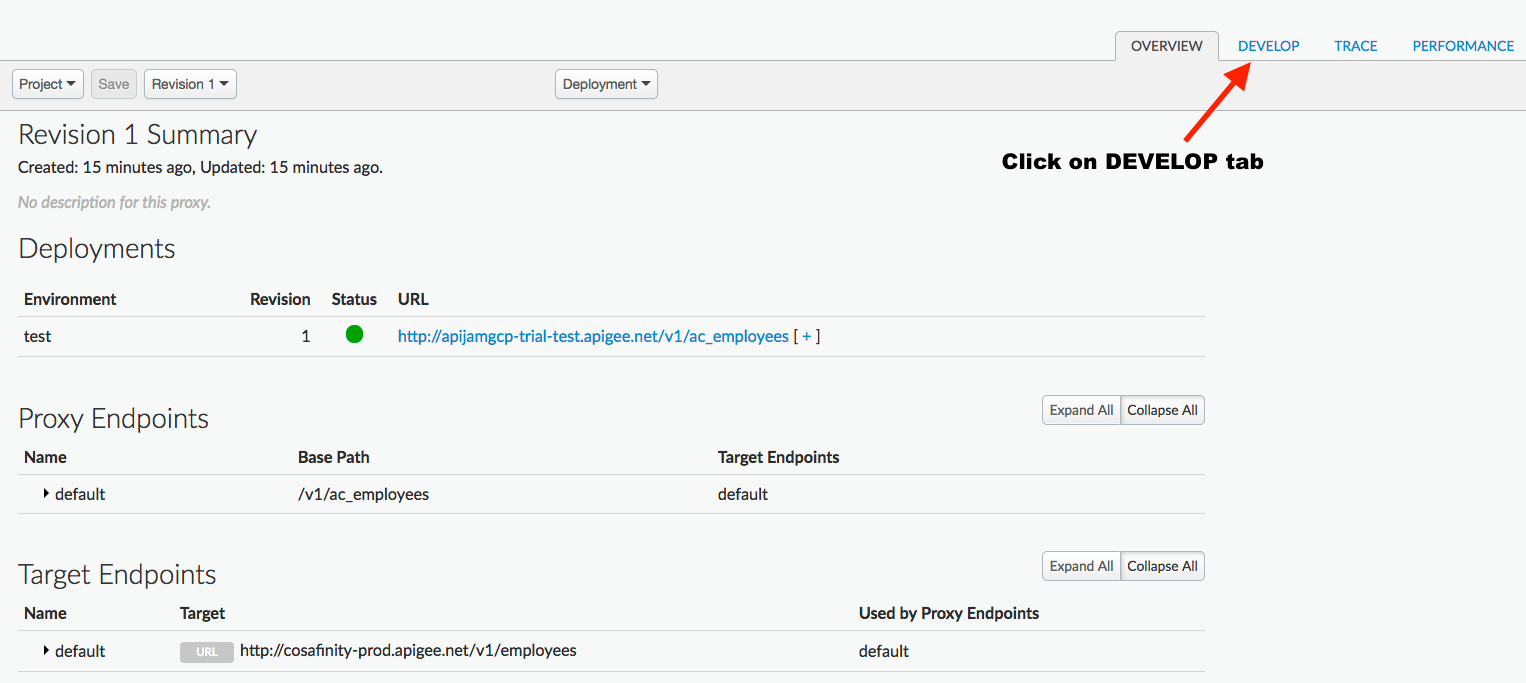 OVERVIEW DEVELOP TRACE PERFORMANCE
Project Save Revision 1 Deployment
Click on DEVELOP tab
Revision 1 Summary
Created: 15 minutes ago, Updated: 15 minutes ago.
No description for this proxy.
Deployments
Environment Revision Status URL
test 1 http://apijamgcp-trial-test.apigee.net/v1/ac_employees [ + ]
Proxy Endpoints Expand All Collapse All
Name Base Path Target Endpoints
default /v1/ac_employees default
Target Endpoints Expand All Collapse All
Name Target Used by Proxy Endpoints
default URL http://cosafinity-prod.apigee.net/v1/employees default